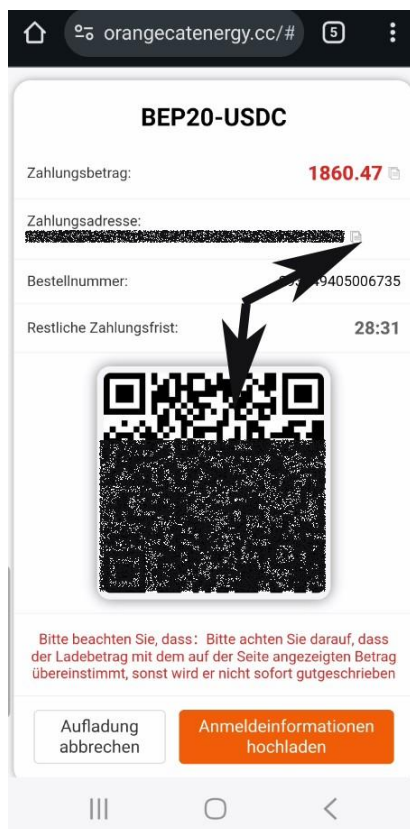 orangecatenergy.cc/#
5
BEP20-USDC
Zahlungsbetrag: 1860.47
Zahlungsadresse:
Bestellnummer:
Restliche Zahlungsfrist: 28:31
Bitte beachten Sie, dass：Bitte achten Sie darauf, dass
der Ladebetrag mit dem auf der Seite angezeigten Betrag
übereinstimmt, sonst wird er nicht sofort gutgeschrieben
Aufladung
abbrechen
Anmeldeinformationen
hochladen